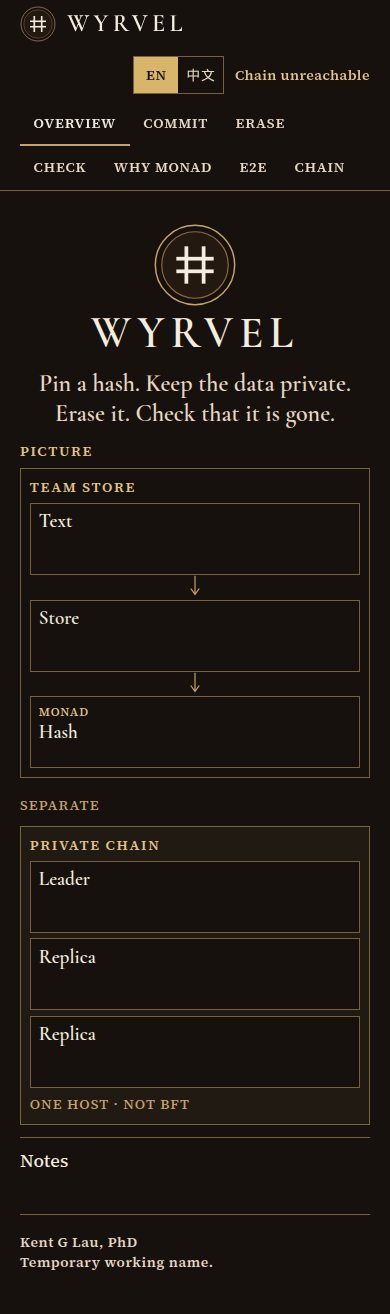 WYRVEL
EN 中文 Chain unreachable
OVERVIEW COMMIT ERASE
CHECK WHY MONAD E2E CHAIN
WYRVEL
Pin a hash. Keep the data private.
Erase it. Check that it is gone.
PICTURE
TEAM STORE
Text
Store
MONAD
Hash
SEPARATE
PRIVATE CHAIN
Leader
Replica
Replica
ONE HOST · NOT BFT
Notes
Kent G Lau, PhD
Temporary working name.